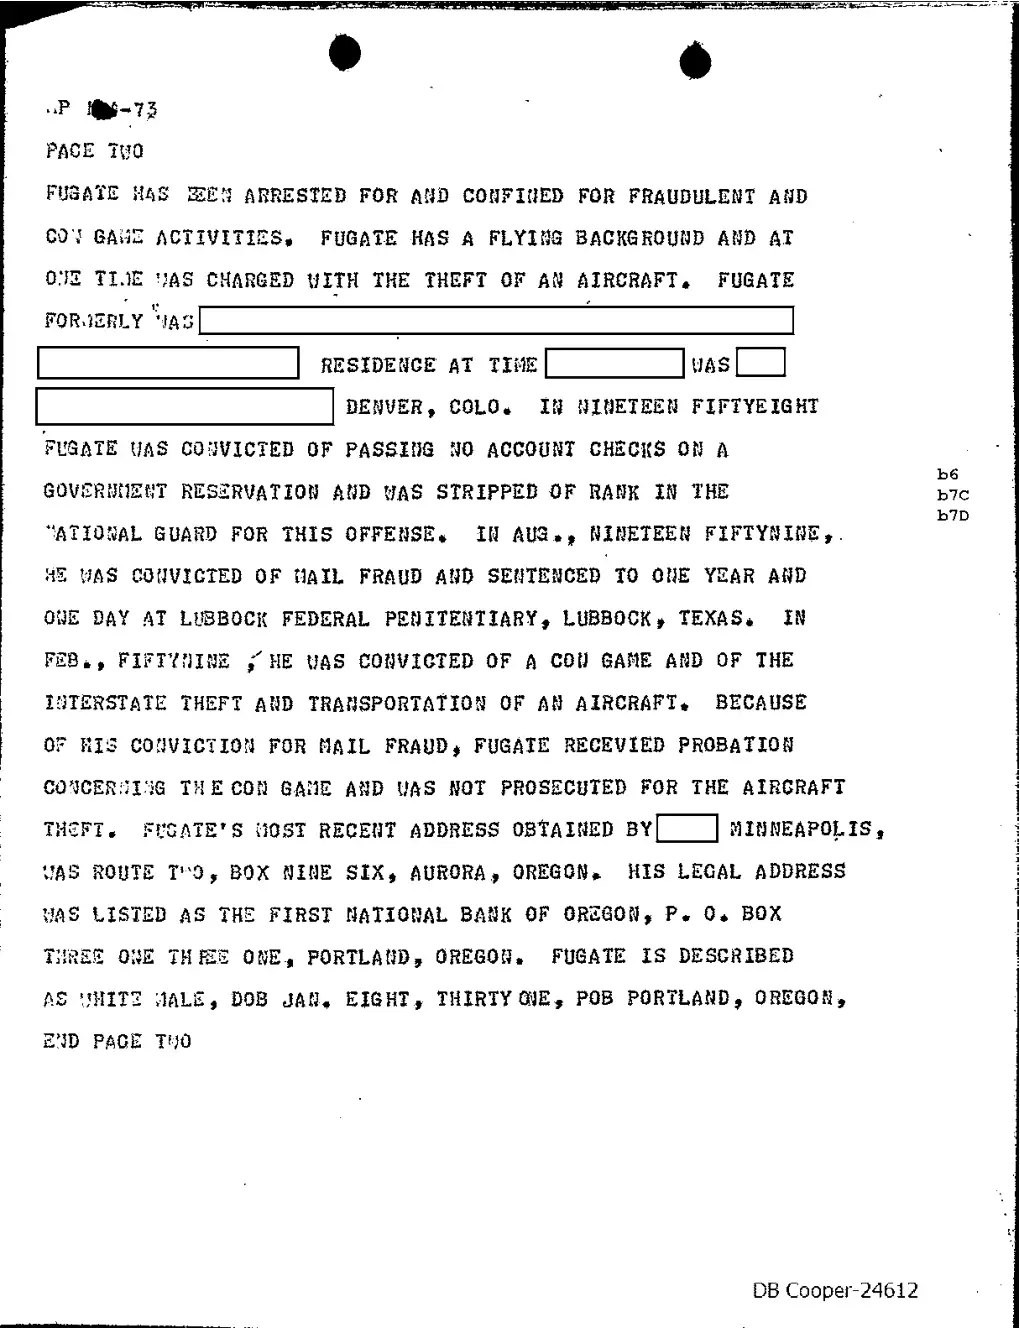 P -73
PAGE TWO
FUGATE HAS BEEN ARRESTED FOR AND CONFINED FOR FRAUDULENT AND
CON GAME ACTIVITIES. FUGATE HAS A FLYING BACKGROUND AND AT
ONE TIME WAS CHARGED WITH THE THEFT OF AN AIRCRAFT. FUGATE
FORMERLY WAS
RESIDENCE AT TIME WAS
DENVER, COLO. IN NINETEEN FIFTYEIGHT
FUGATE WAS CONVICTED OF PASSING NO ACCOUNT CHECKS ON A
b6
GOVERNMENT RESERVATION AND WAS STRIPPED OF RANK IN THE
b7C
b7D
NATIONAL GUARD FOR THIS OFFENSE. IN AUG., NINETEEN FIFTYNINE,
HE WAS CONVICTED OF MAIL FRAUD AND SENTENCED TO ONE YEAR AND
ONE DAY AT LUBBOCK FEDERAL PENITENTIARY, LUBBOCK, TEXAS. IN
FEB., FIFTYNINE , HE WAS CONVICTED OF A CON GAME AND OF THE
INTERSTATE THEFT AND TRANSPORTATION OF AN AIRCRAFT. BECAUSE
OF HIS CONVICTION FOR MAIL FRAUD, FUGATE RECEVIED PROBATION
CONCERNING TH E CON GAME AND WAS NOT PROSECUTED FOR THE AIRCRAFT
THEFT. FUGATE'S MOST RECENT ADDRESS OBTAINED BY MINNEAPOLIS,
WAS ROUTE TWO, BOX NINE SIX, AURORA, OREGON. HIS LEGAL ADDRESS
WAS LISTED AS THE FIRST NATIONAL BANK OF OREGON, P. O. BOX
THREE ONE THREE ONE, PORTLAND, OREGON. FUGATE IS DESCRIBED
AS WHITE MALE, DOB JAN. EIGHT, THIRTY ONE, POB PORTLAND, OREGON,
END PAGE TWO
DB Cooper-24612